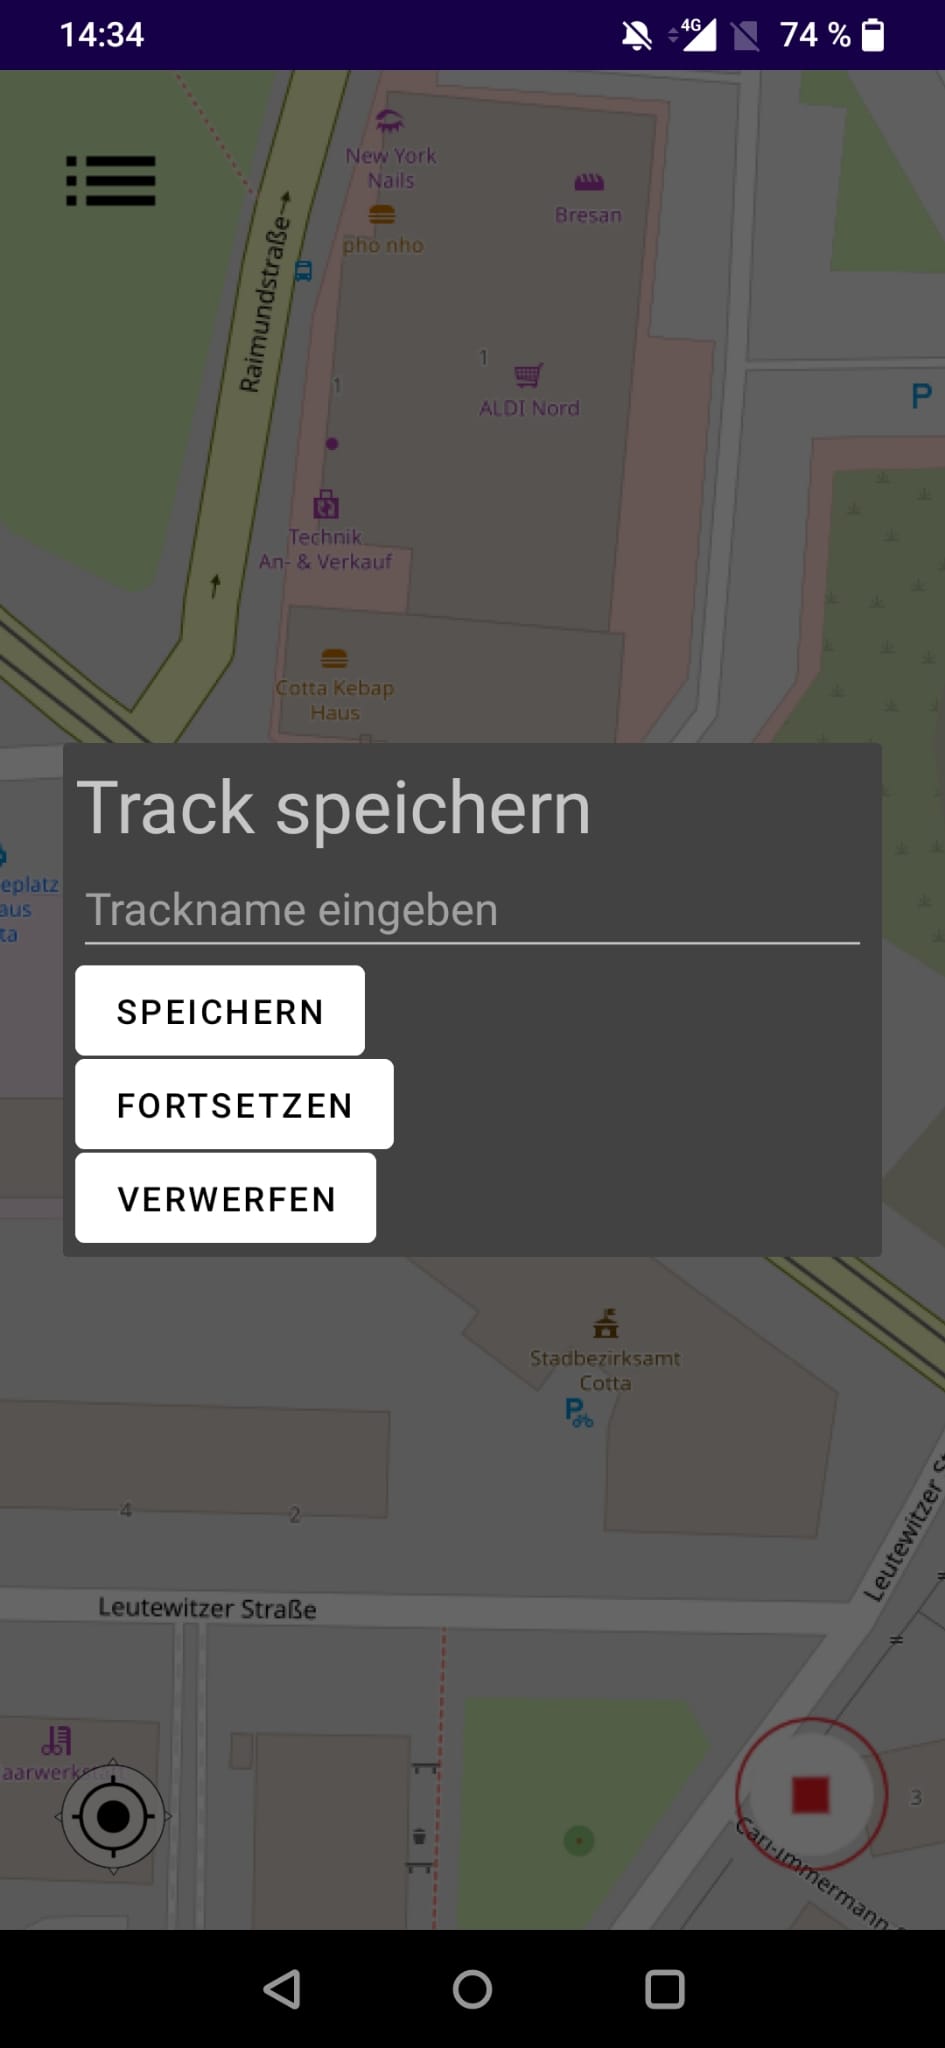 14:34
4G
74 %
New York
Nails
pho nho
Bresan
Raimundstraße
1
1
ALDI Nord
P
Technik
An- & Verkauf
Cotta Kebap
Haus
Track speichern
eplatz
aus
ta
Trackname eingeben
SPEICHERN
FORTSETZEN
VERWERFEN
Stadbezirksamt
Cotta
P
4
2
Leutewitzer St
Leutewitzer Straße
aarwerkstatt
3
Carl-Immermann-